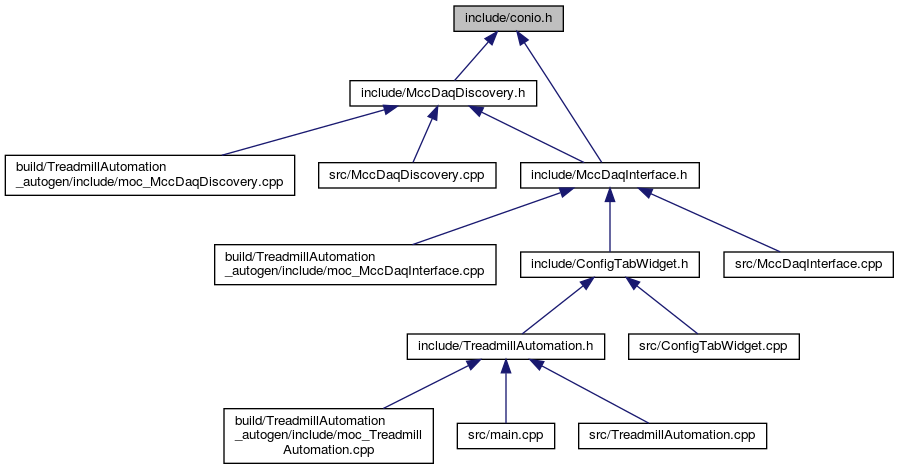 include/conio.h
include/MccDaqDiscovery.h
build/TreadmillAutomation
_autogen/include/moc_MccDaqDiscovery.cpp
src/MccDaqDiscovery.cpp
include/MccDaqInterface.h
build/TreadmillAutomation
_autogen/include/moc_MccDaqInterface.cpp
include/ConfigTabWidget.h
src/MccDaqInterface.cpp
include/TreadmillAutomation.h
src/ConfigTabWidget.cpp
build/TreadmillAutomation
_autogen/include/moc_Treadmill
Automation.cpp
src/main.cpp
src/TreadmillAutomation.cpp